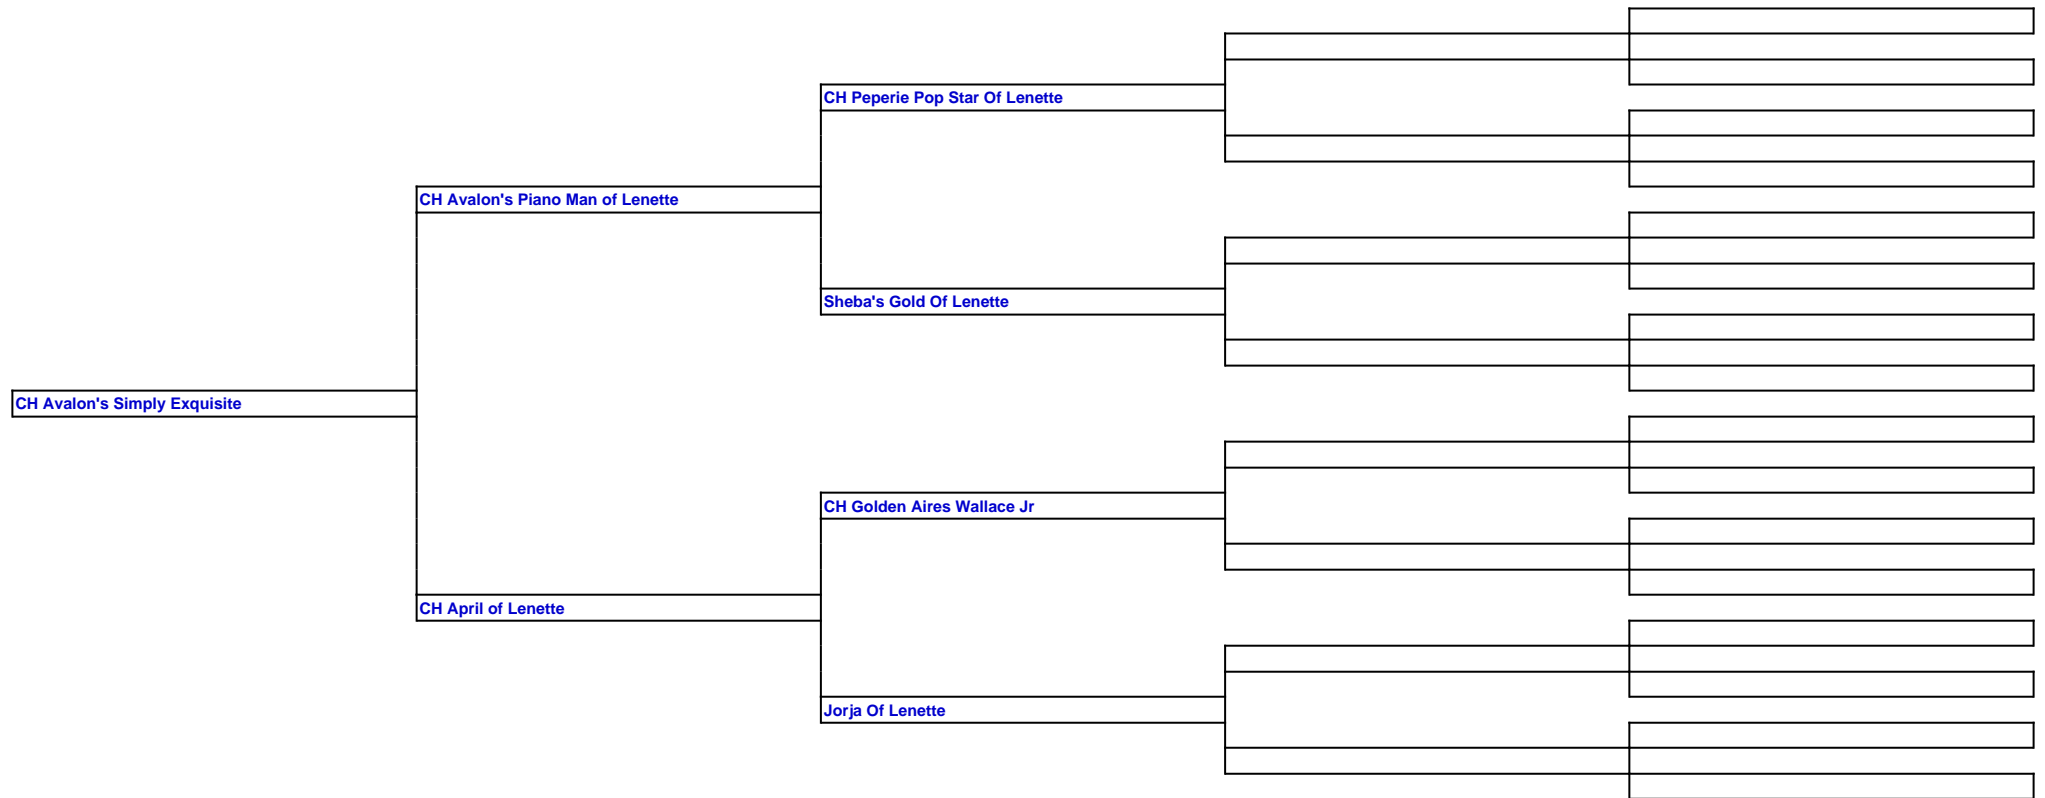 CH Peperie Pop Star Of Lenette
CH Avalon's Piano Man of Lenette
Sheba's Gold Of Lenette
CH Avalon's Simply Exquisite
CH Golden Aires Wallace Jr
CH April of Lenette
Jorja Of Lenette